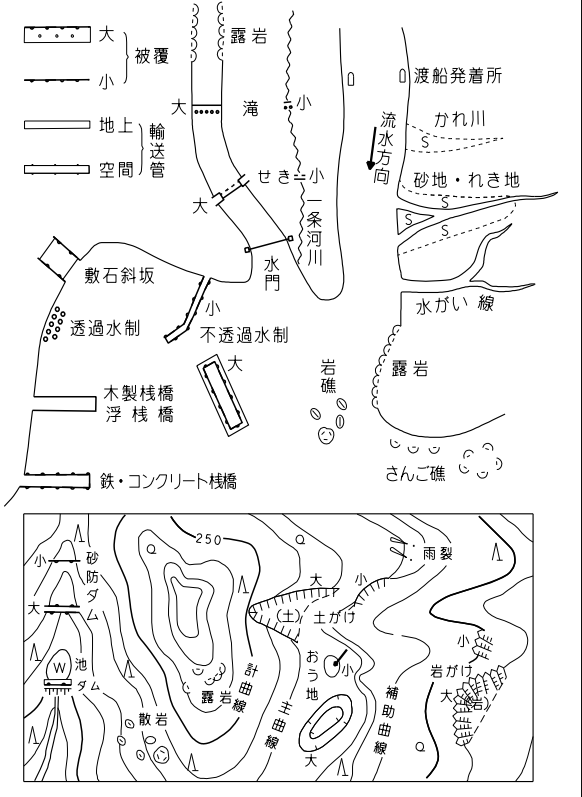 大
小
被覆
地上
空間
輸送管
露岩
大
滝
小
せき
小
大
一条河川
水門
渡船発着所
流水方向
かれ川
S
砂地・れき地
S
S
S
水がい線
敷石斜坂
小
透過水制
不透過水制
大
岩礁
露岩
木製桟橋
浮桟橋
さんご礁
鉄・コンクリート桟橋
小
砂防ダム
大
W
池
ダム
250
露岩
散岩
計曲線
主曲線
大
小
(土)
土がけ
雨裂
おう地
小
大
補助曲線
小
岩がけ
大
(岩)